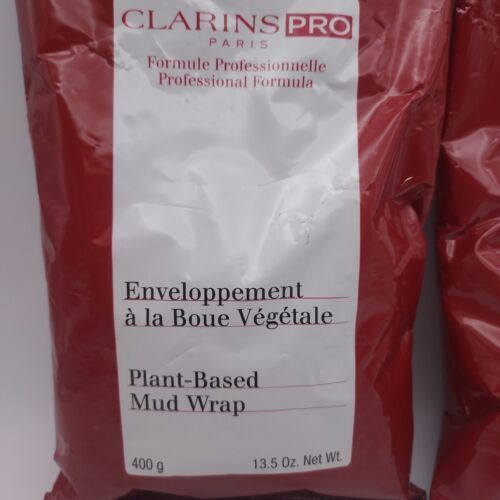 CLARINS PRO
PARIS
Formule Professionnelle
Professional Formula
Enveloppement
à la Boue Végétale
Plant-Based
Mud Wrap
400 g 13.5 Oz. Net Wt.